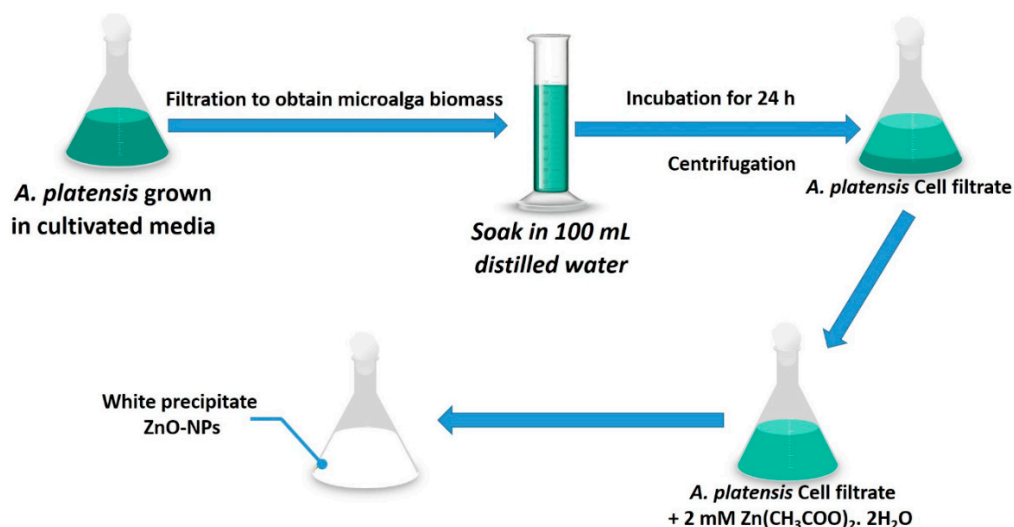 Filtration to obtain microalga biomass
Incubation for 24 h
Centrifugation
A. platensis grown
in cultivated media
Soak in 100 mL
distilled water
A. platensis Cell filtrate
White precipitate
ZnO-NPs
A. platensis Cell filtrate
+ 2 mM Zn(CH₃COO)₂. 2H₂O